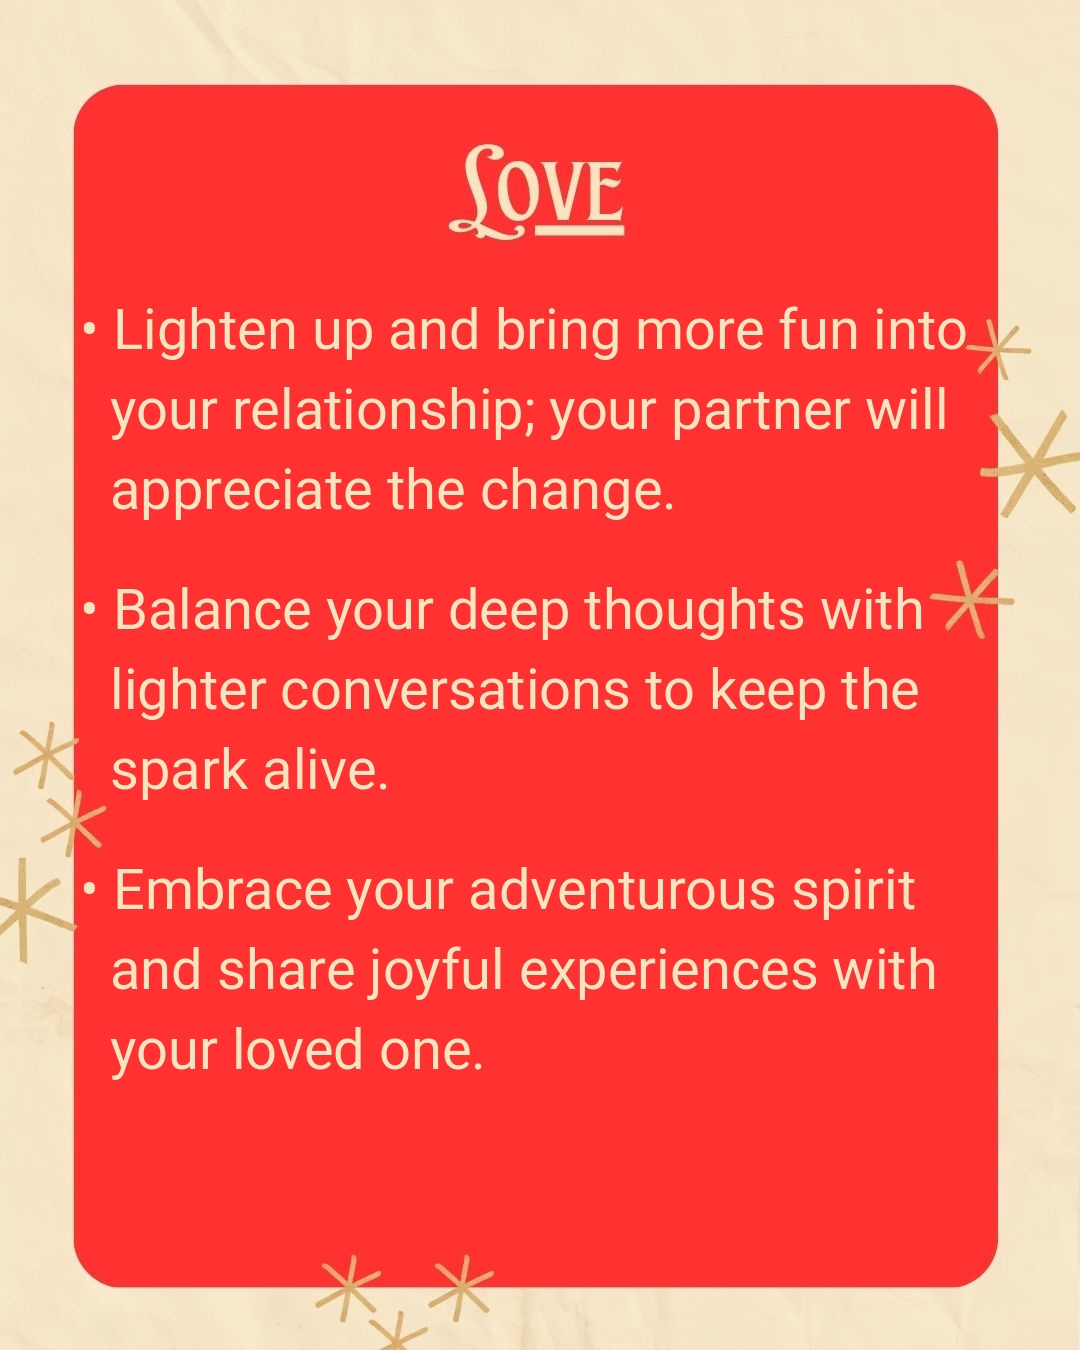 Love
• Lighten up and bring more fun into
your relationship; your partner will
appreciate the change.
• Balance your deep thoughts with
lighter conversations to keep the
spark alive.
• Embrace your adventurous spirit
and share joyful experiences with
your loved one.